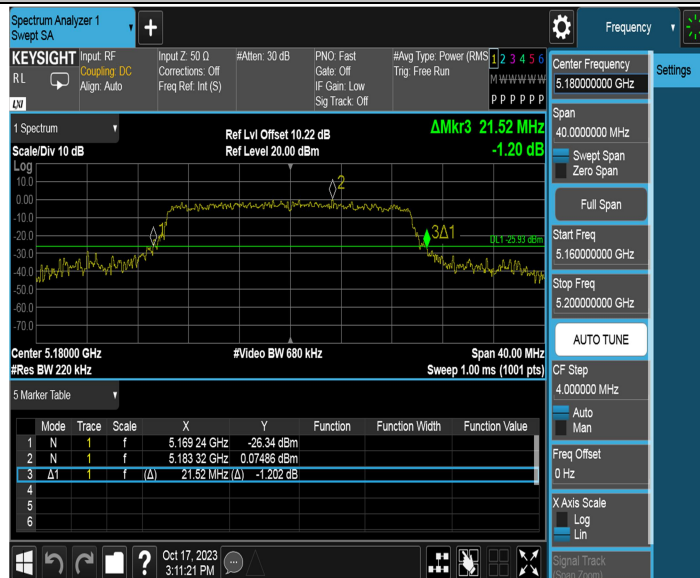 Spectrum Analyzer 1
Swept SA
+
Frequency
KEYSIGHT
RL
LXI
Input: RF
Coupling: DC
Align: Auto
Input Z: 50 Ω
Corrections: Off
Freq Ref: Int (S)
#Atten: 30 dB
PNO: Fast
Gate: Off
IF Gain: Low
Sig Track: Off
#Avg Type: Power (RMS
Trig: Free Run
1 2 3 4 5 6
M W W W W W
P P P P P P
1 Spectrum
Scale/Div 10 dB
Ref Lvl Offset 10.22 dB
Ref Level 20.00 dBm
ΔMkr3 21.52 MHz
-1.20 dB
Log
10.0
0.00
-10.0
-20.0
-30.0
-40.0
-50.0
-60.0
-70.0
2
1
3Δ1
DL1 -25.93 dBm
Center 5.18000 GHz
#Video BW 680 kHz
Span 40.00 MHz
#Res BW 220 kHz
Sweep 1.00 ms (1001 pts)
5 Marker Table
Mode Trace Scale X Y Function Function Width Function Value
1 N 1 f 5.169 24 GHz -26.34 dBm
2 N 1 f 5.183 32 GHz 0.07486 dBm
3 Δ1 1 f (Δ) 21.52 MHz (Δ) -1.202 dB
4
5
6
?
Oct 17, 2023
3:11:21 PM
Center Frequency
5.180000000 GHz
Settings
Span
40.0000000 MHz
Swept Span
Zero Span
Full Span
Start Freq
5.160000000 GHz
Stop Freq
5.200000000 GHz
AUTO TUNE
CF Step
4.000000 MHz
Auto
Man
Freq Offset
0 Hz
X Axis Scale
Log
Lin
Signal Track
(Span Zoom)